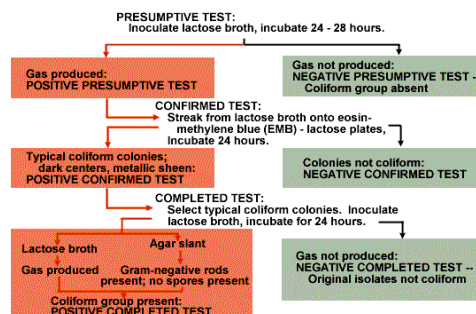 PRESUMPTIVE TEST:
Inoculate lactose broth, incubate 24 - 28 hours.
Gas produced:
POSITIVE PRESUMPTIVE TEST
Gas not produced:
NEGATIVE PRESUMPTIVE TEST --
Coliform group absent
CONFIRMED TEST:
Streak from lactose broth onto eosin-
methylene blue (EMB) - lactose plates,
Incubate 24 hours.
Typical coliform colonies;
dark centers, metallic sheen:
POSITIVE CONFIRMED TEST
Colonies not coliform:
NEGATIVE CONFIRMED TEST
COMPLETED TEST:
Select typical coliform colonies. Inoculate
lactose broth, incubate for 24 hours.
Lactose broth
Agar slant
Gas produced
Gram-negative rods
present; no spores present
Coliform group present:
POSITIVE COMPLETED TEST
Gas not produced:
NEGATIVE COMPLETED TEST --
Original isolates not coliform